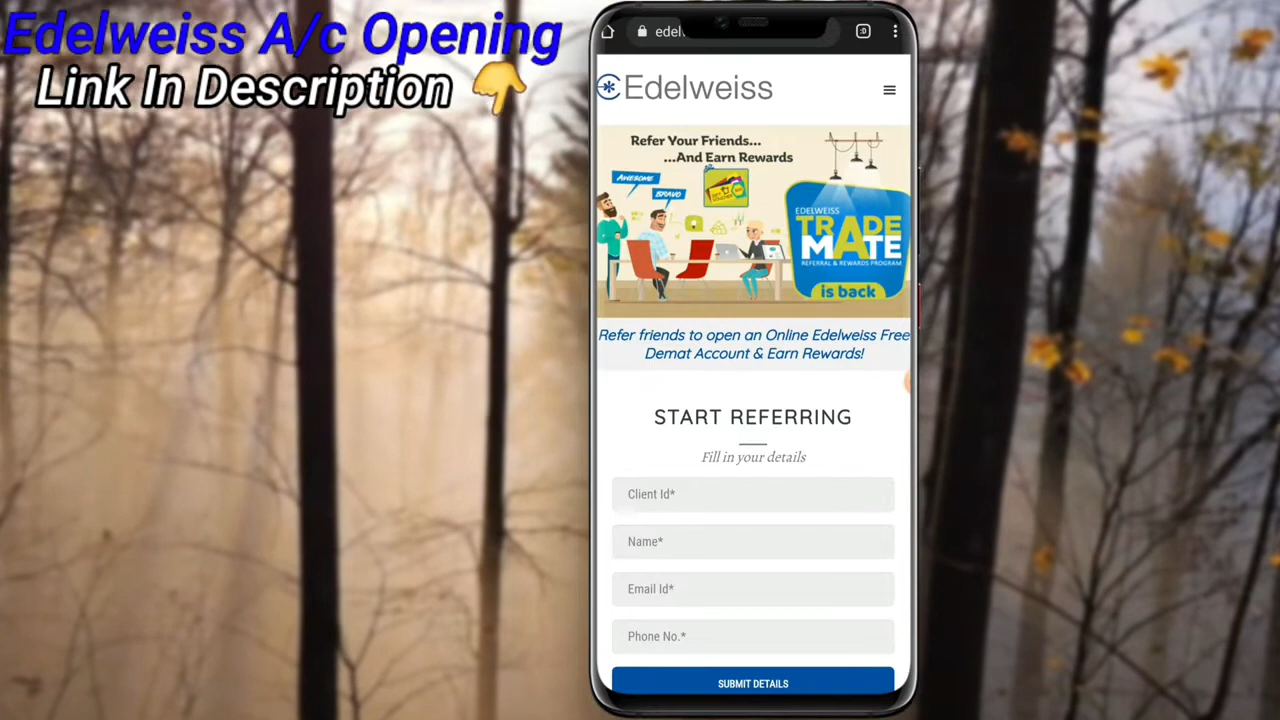 Edelweiss A/c Opening
Link In Description
edel
:D
Edelweiss
Refer Your Friends...
...And Earn Rewards
AWESOME
BRAVO
EDELWEISS
TRADE
MATE
REFERRAL & REWARDS PROGRAM
is back
Refer friends to open an Online Edelweiss Free
Demat Account & Earn Rewards!
START REFERRING
Fill in your details
Client Id*
Name*
Email Id*
Phone No.*
SUBMIT DETAILS